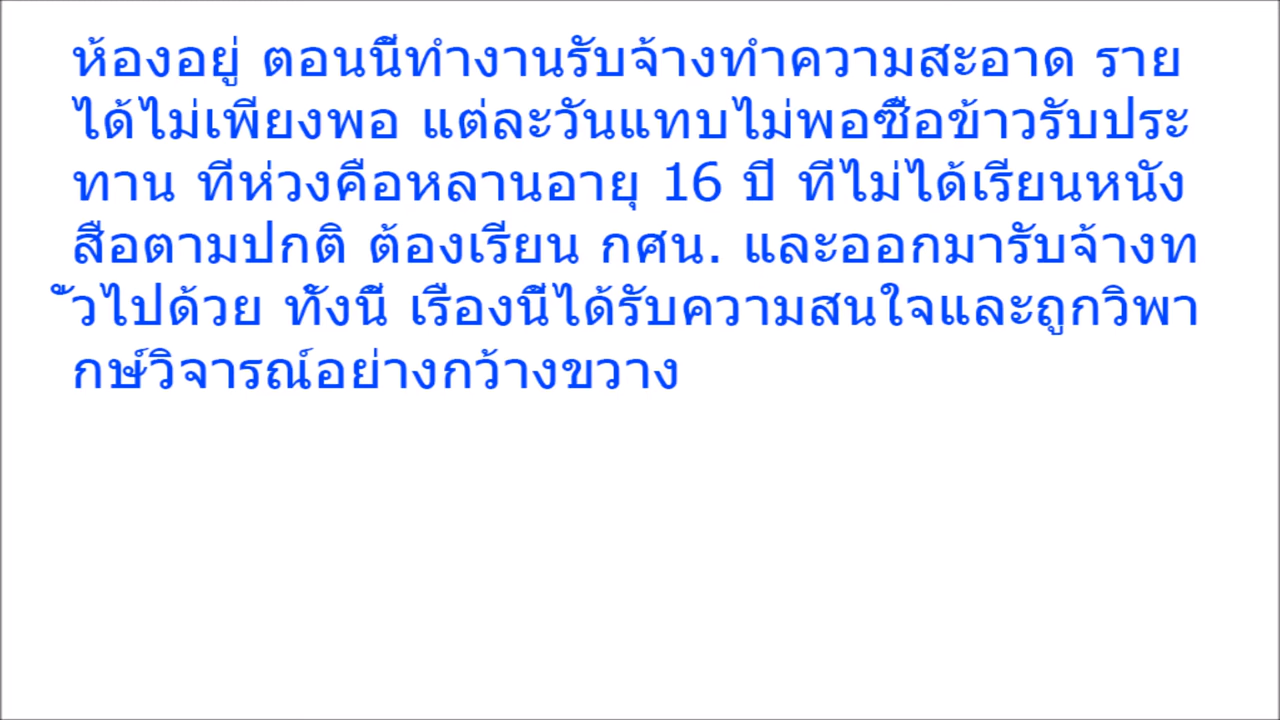 ห้องอยู่ ตอนนี้ทำงานรับจ้างทำความสะอาด ราย
ได้ไม่เพียงพอ แต่ละวันแทบไม่พอซื้อข้าวรับประ
ทาน ที่ห่วงคือหลานอายุ 16 ปี ที่ไม่ได้เรียนหนัง
สือตามปกติ ต้องเรียน กศน. และออกมารับจ้างท
ั่วไปด้วย ทั้งนี้ เรื่องนี้ได้รับความสนใจและถูกวิพา
กษ์วิจารณ์อย่างกว้างขวาง